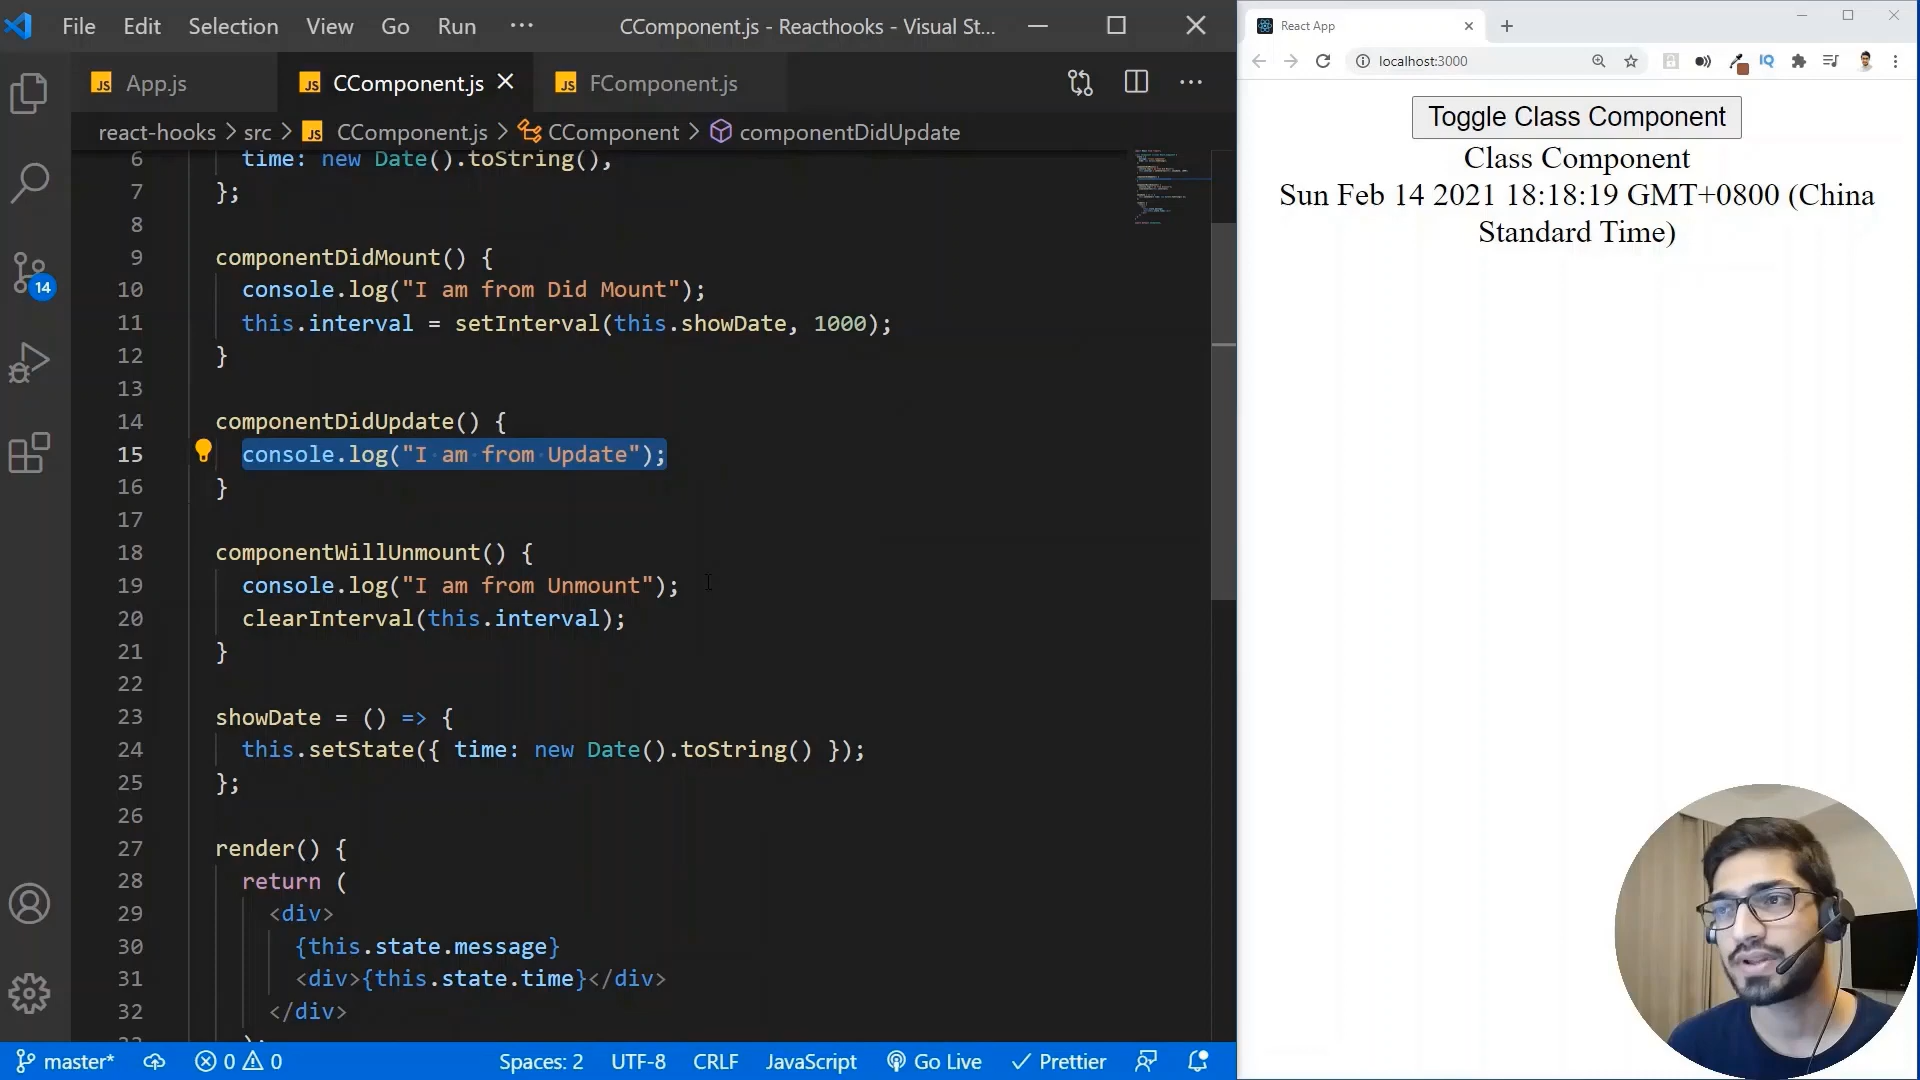 File Edit Selection View Go Run ··· CComponent.js - Reacthooks - Visual St...
JS App.js JS CComponent.js JS FComponent.js
react-hooks > src > JS CComponent.js > CComponent > componentDidUpdate
6 time: new Date().toString(),
7 };
8
9 componentDidMount() {
10 console.log("I am from Did Mount");
11 this.interval = setInterval(this.showDate, 1000);
12 }
13
14 componentDidUpdate() {
15 console.log("I am from Update");
16 }
17
18 componentWillUnmount() {
19 console.log("I am from Unmount");
20 clearInterval(this.interval);
21 }
22
23 showDate = () => {
24 this.setState({ time: new Date().toString() });
25 };
26
27 render() {
28 return (
29 <div>
30 {this.state.message}
31 <div>{this.state.time}</div>
32 </div>
14
master* 0 0 Spaces: 2 UTF-8 CRLF JavaScript Go Live Prettier
React App
localhost:3000 IQ
Toggle Class Component
Class Component
Sun Feb 14 2021 18:18:19 GMT+0800 (China
Standard Time)